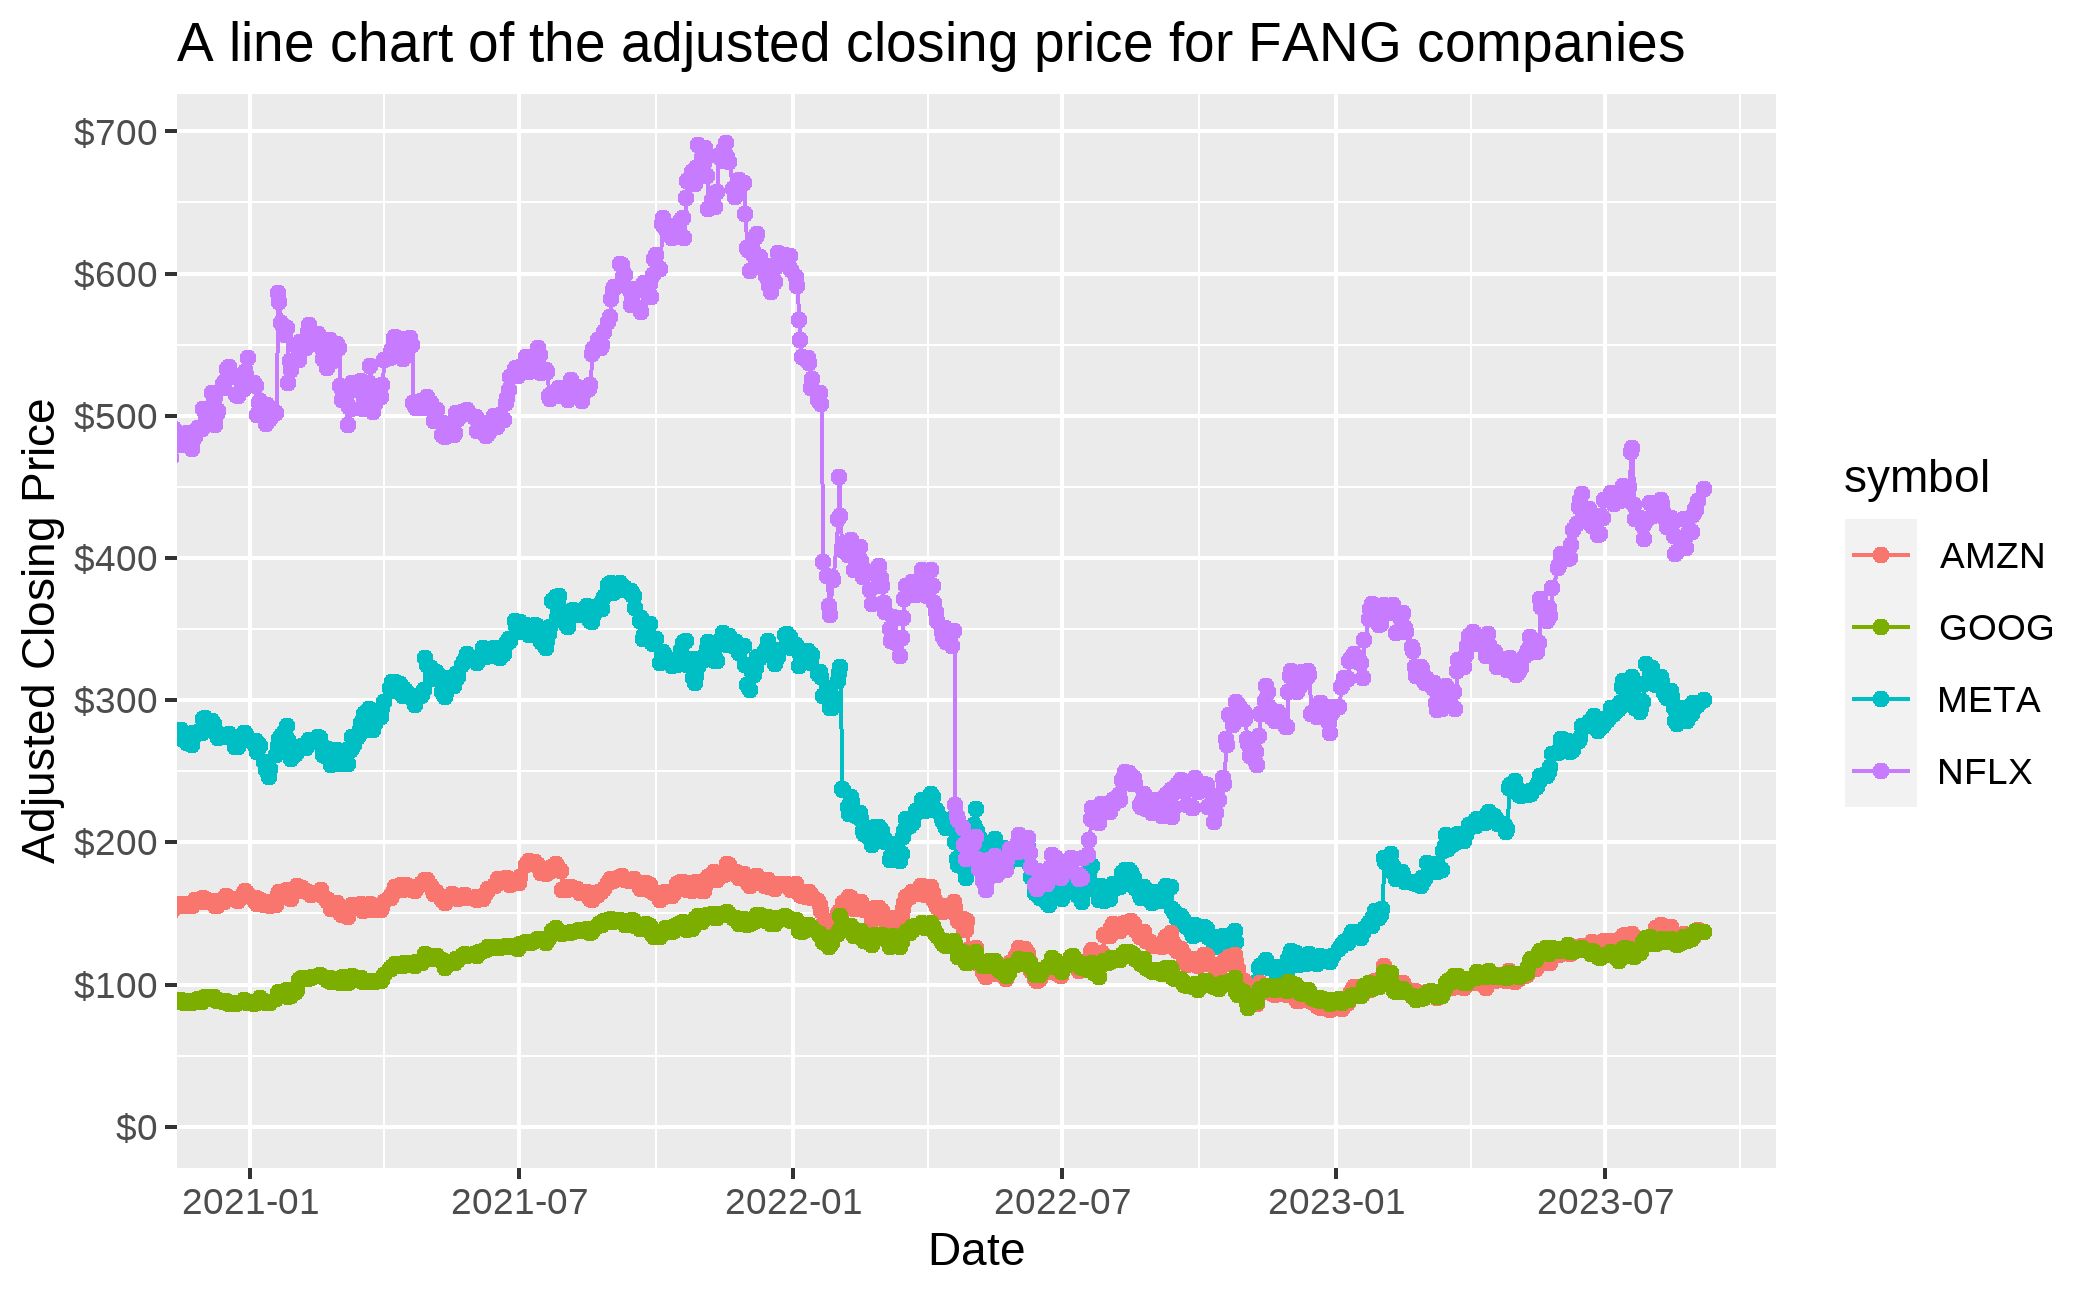 A line chart of the adjusted closing price for FANG companies
Adjusted Closing Price
$700
$600
$500
$400
$300
$200
$100
$0
2021-01
2021-07
2022-01
2022-07
2023-01
2023-07
Date
symbol
AMZN
GOOG
META
NFLX